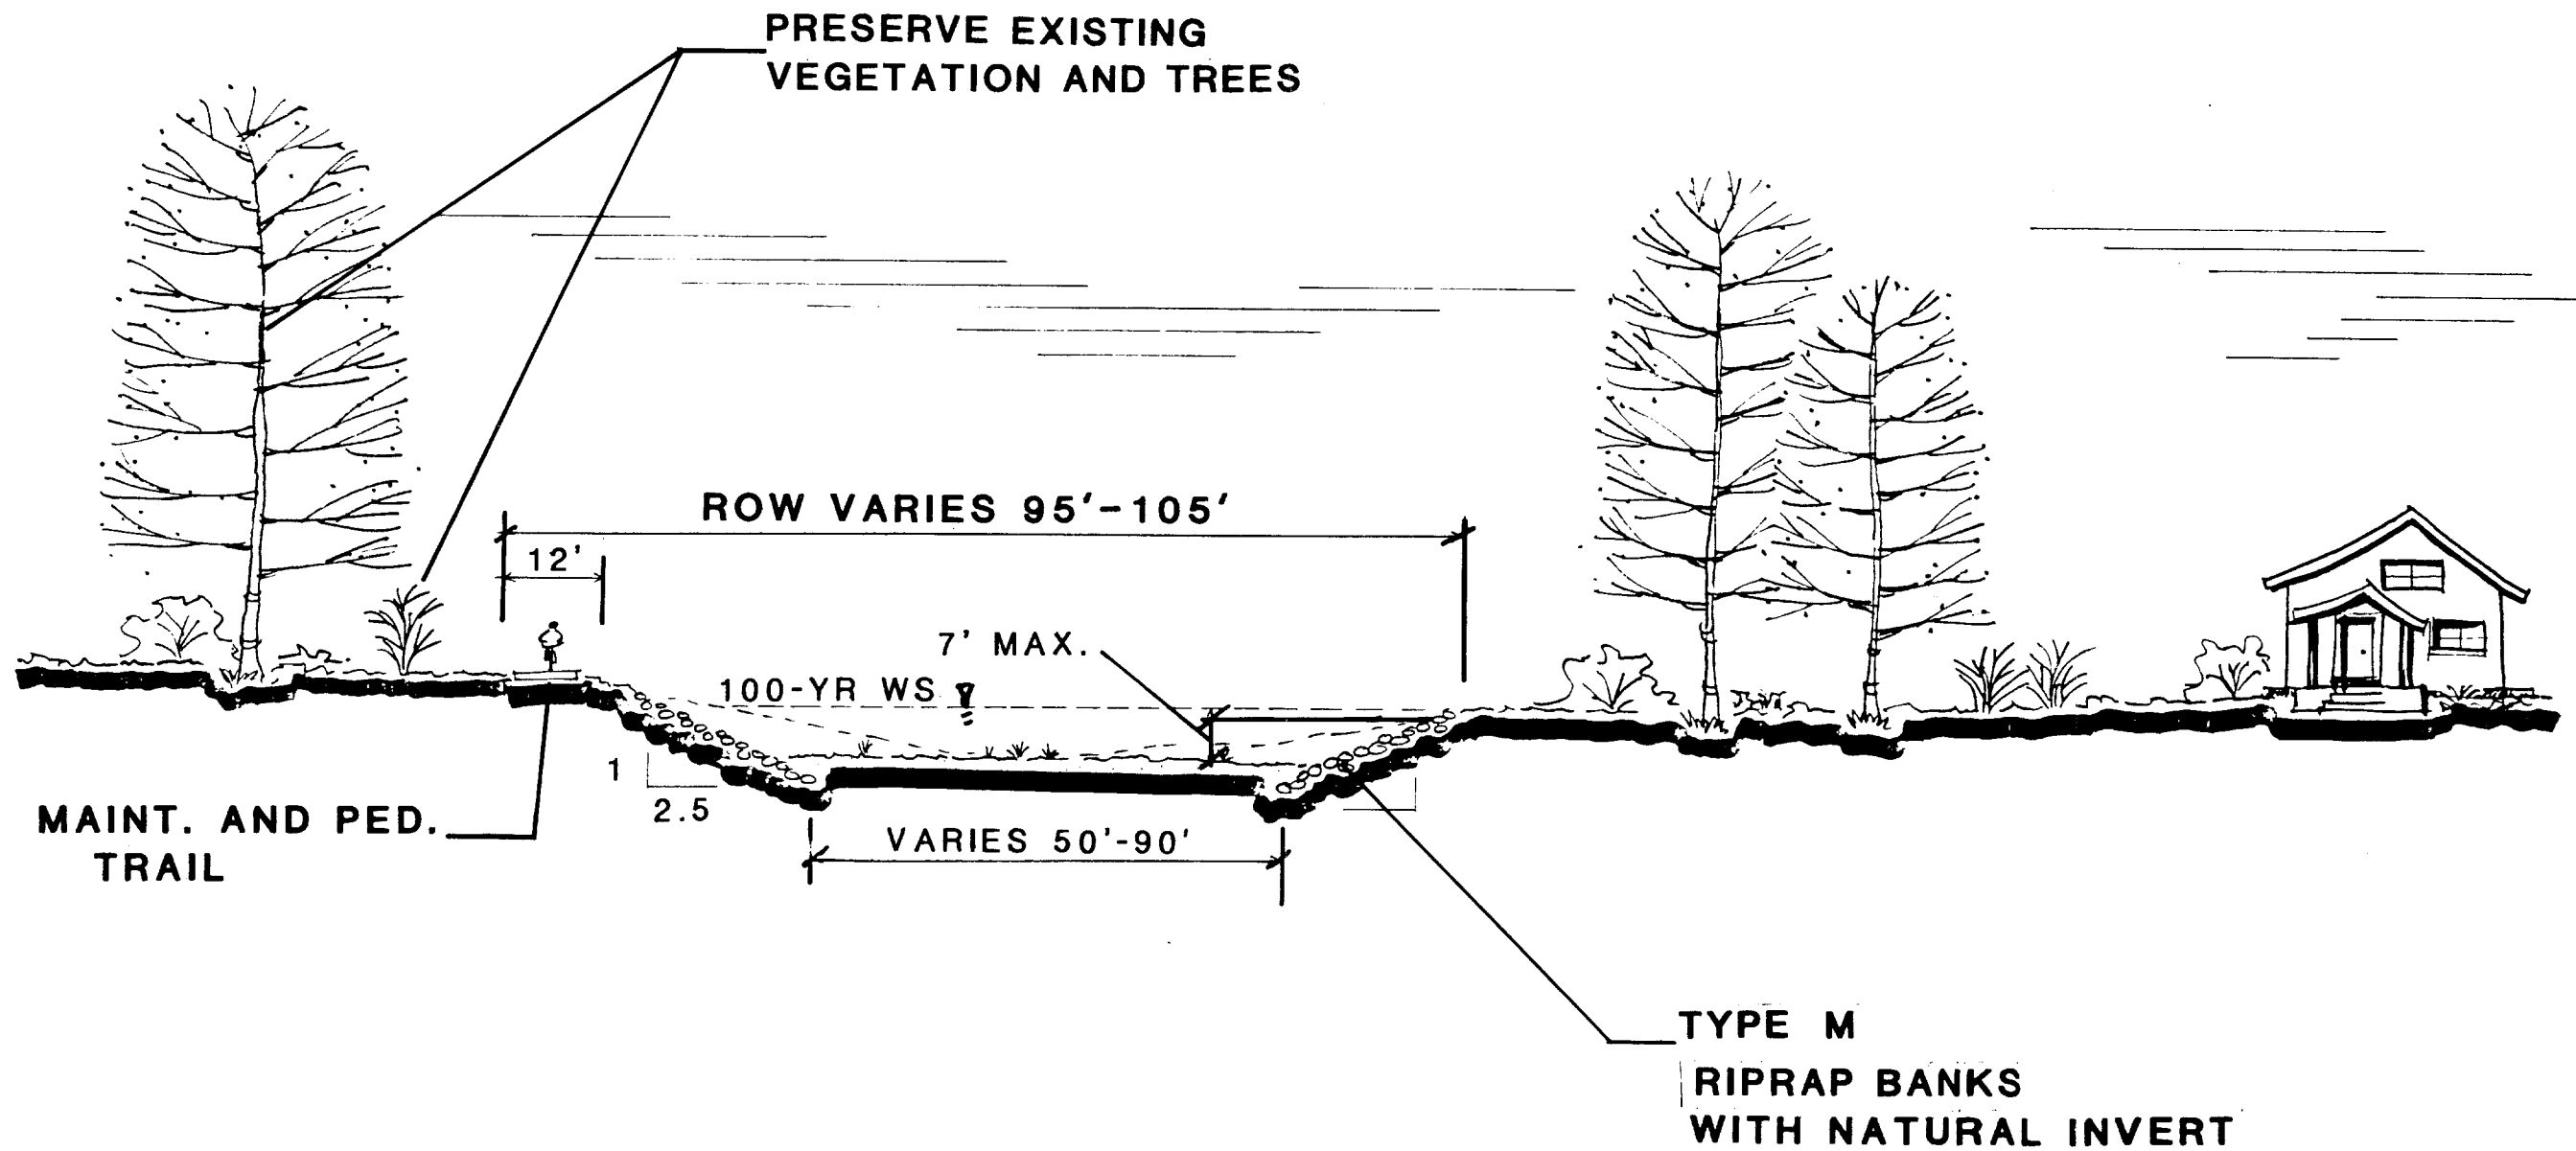 PRESERVE EXISTING
VEGETATION AND TREES
ROW VARIES 95'-105'
12'
7' MAX.
100-YR WS
1
2.5
MAINT. AND PED.
TRAIL
VARIES 50'-90'
TYPE M
RIPRAP BANKS
WITH NATURAL INVERT